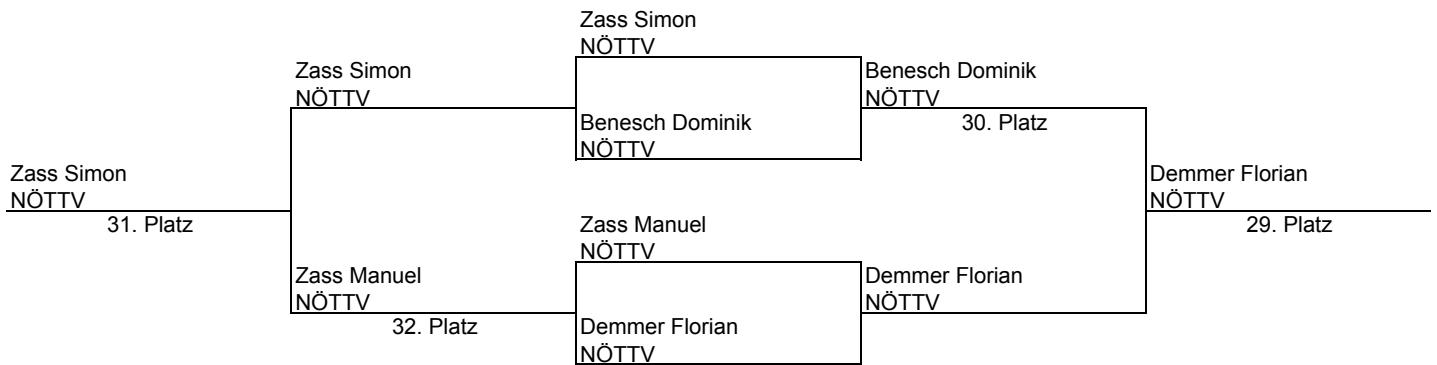 Zass Simon
NÖTTV
Zass Simon
NÖTTV
Benesch Dominik
NÖTTV
30. Platz
Benesch Dominik
NÖTTV
Zass Simon
NÖTTV
31. Platz
Demmer Florian
NÖTTV
29. Platz
Zass Manuel
NÖTTV
Zass Manuel
NÖTTV
32. Platz
Demmer Florian
NÖTTV
Demmer Florian
NÖTTV